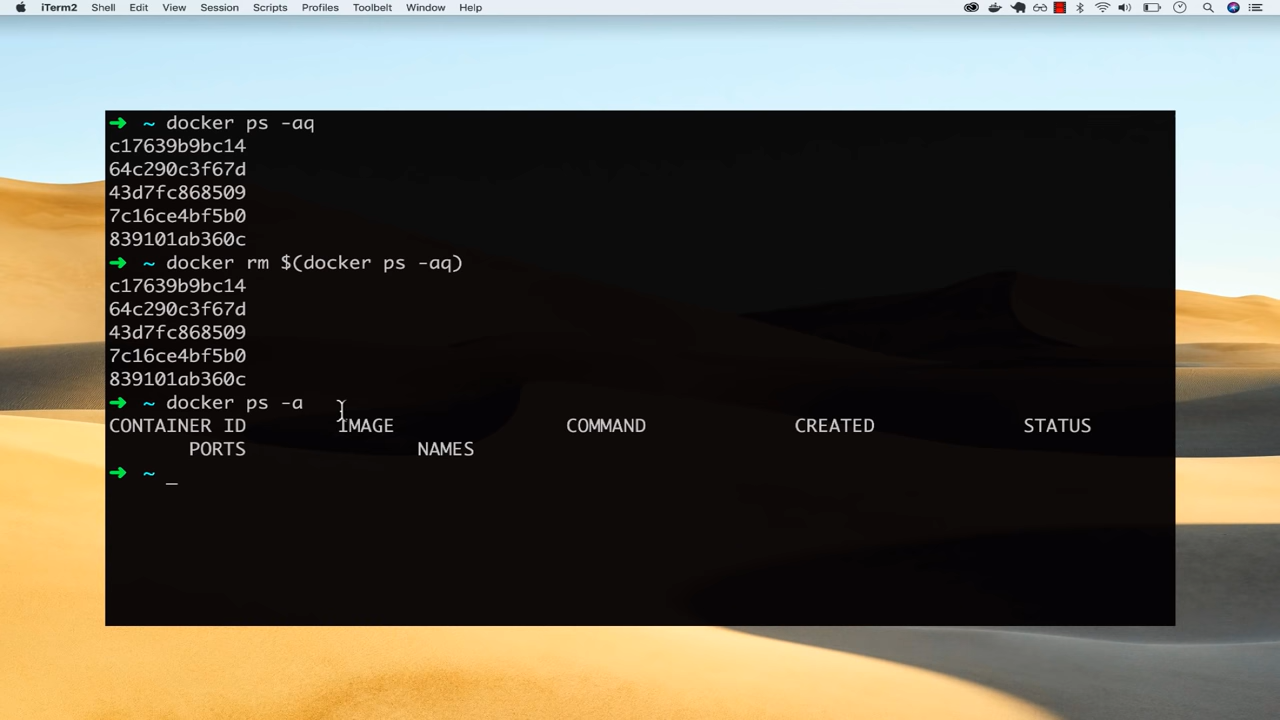 iTerm2 Shell Edit View Session Scripts Profiles Toolbelt Window Help
➜ ~ docker ps -aq
c17639b9bc14
64c290c3f67d
43d7fc868509
7c16ce4bf5b0
839101ab360c
➜ ~ docker rm $(docker ps -aq)
c17639b9bc14
64c290c3f67d
43d7fc868509
7c16ce4bf5b0
839101ab360c
➜ ~ docker ps -a
CONTAINER ID IMAGE COMMAND CREATED STATUS
PORTS NAMES
➜ ~ _